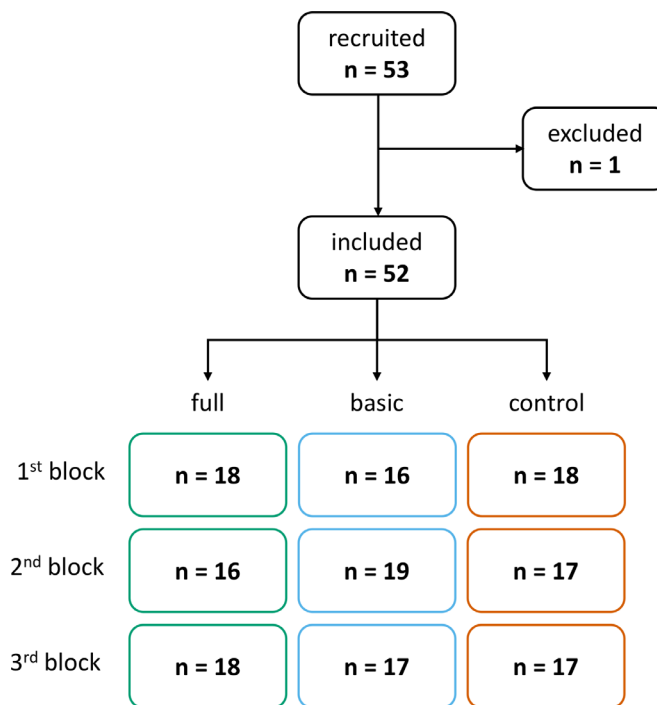 recruited
n = 53
excluded
n = 1
included
n = 52
full basic control
1st block n = 18 n = 16 n = 18
2nd block n = 16 n = 19 n = 17
3rd block n = 18 n = 17 n = 17